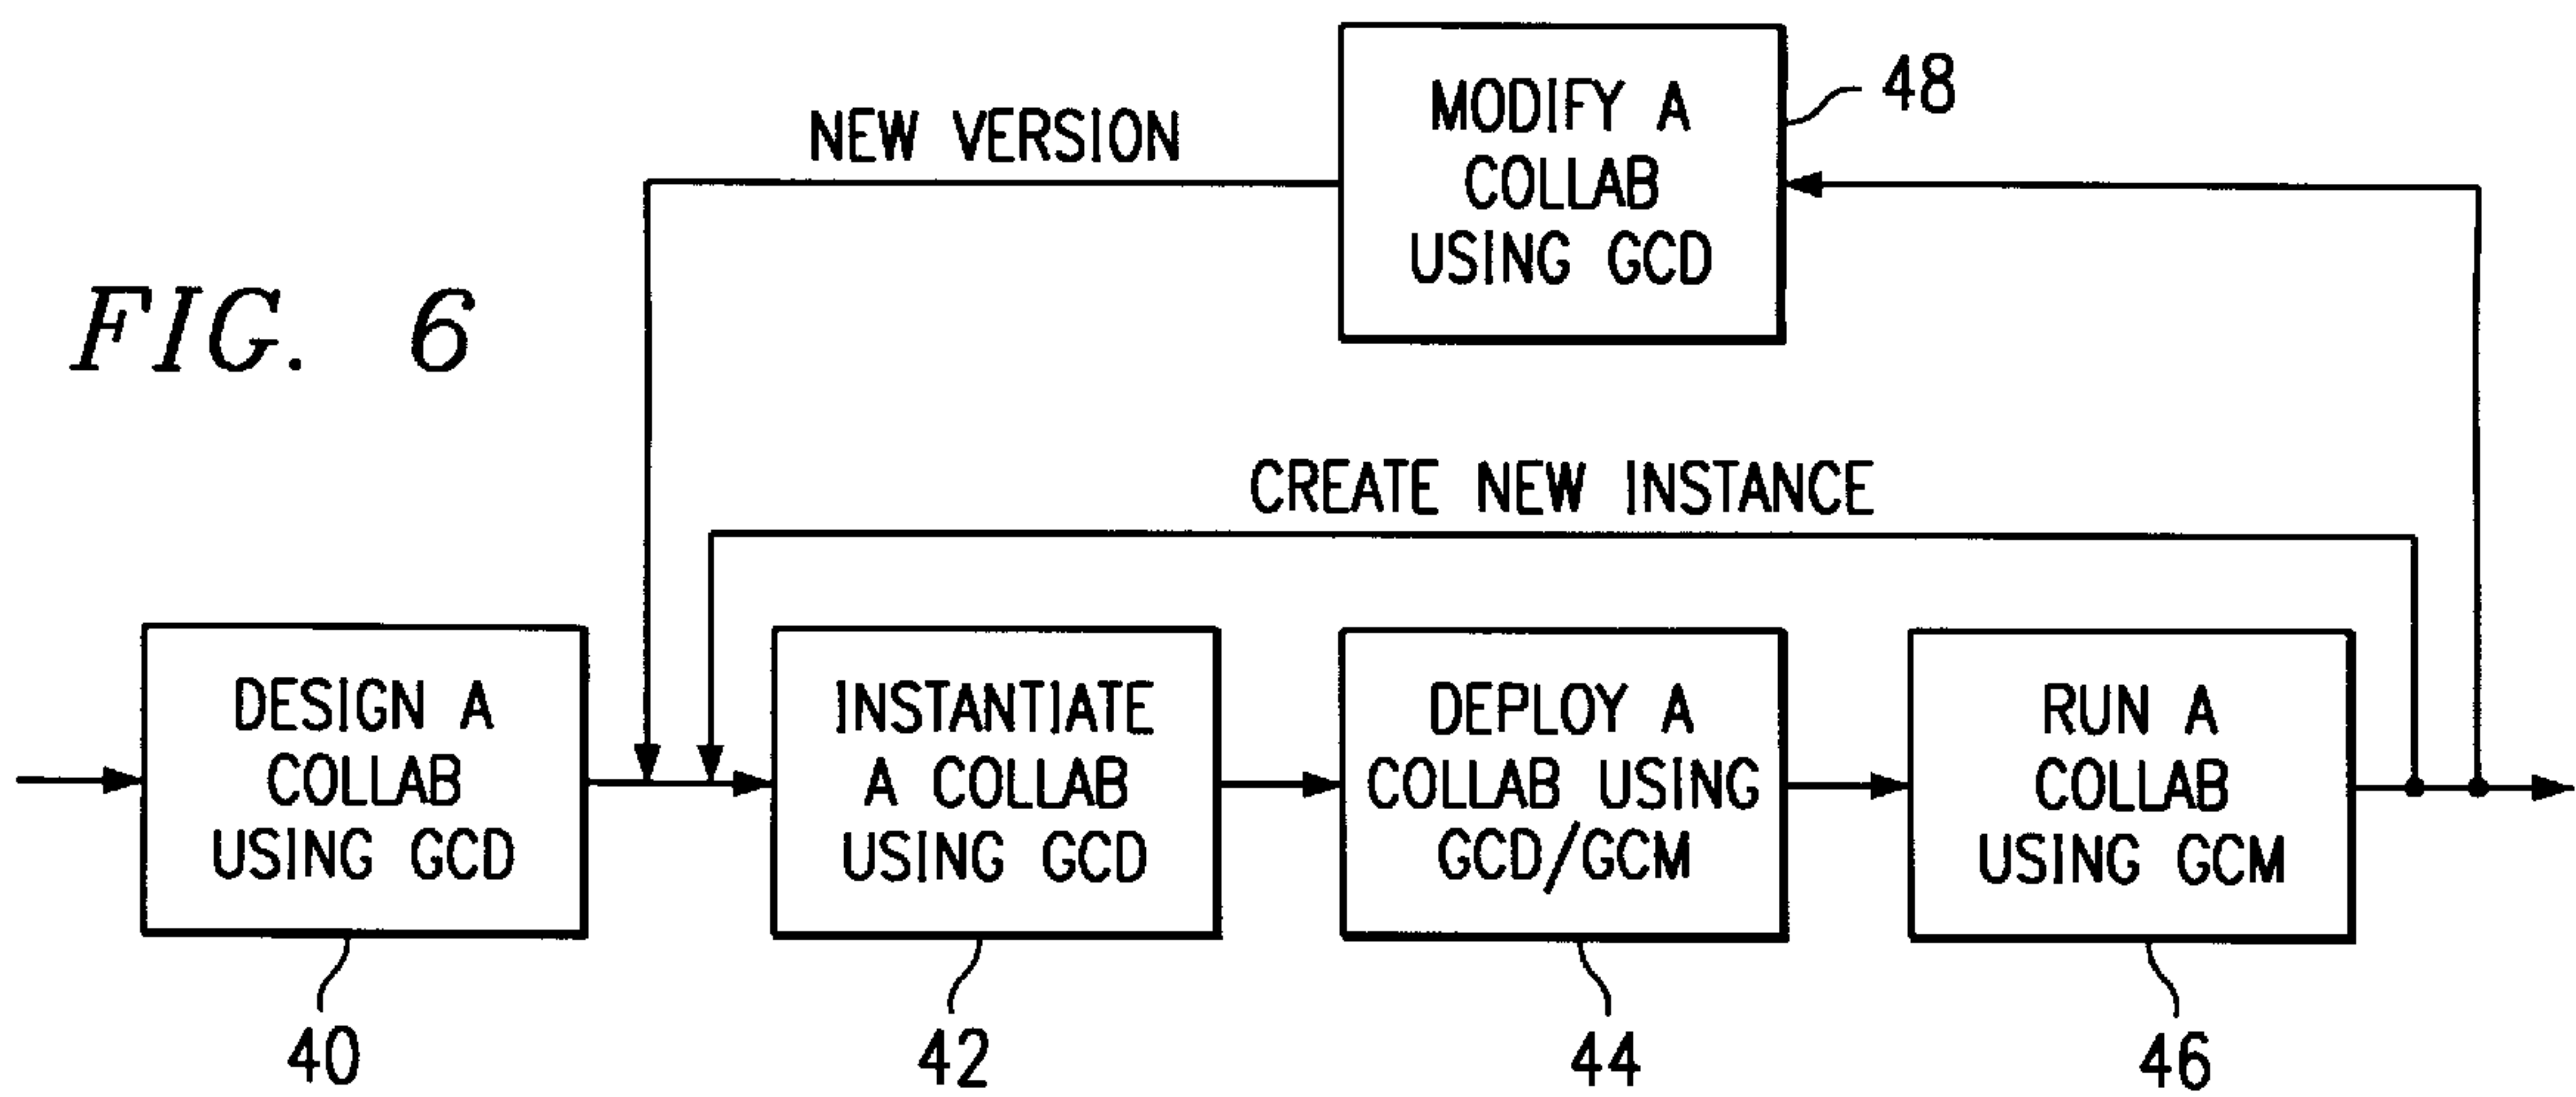 MODIFY A
COLLAB
USING GCD
48
NEW VERSION
FIG. 6
CREATE NEW INSTANCE
DESIGN A
COLLAB
USING GCD
INSTANTIATE
A COLLAB
USING GCD
DEPLOY A
COLLAB USING
GCD/GCM
RUN A
COLLAB
USING GCM
40
42
44
46